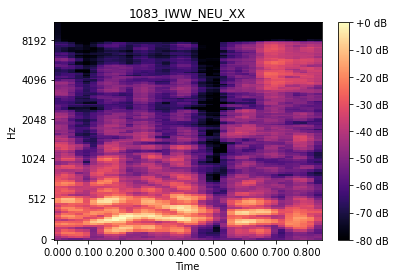 1083_IWW_NEU_XX
+0 dB
8192
-10 dB
4096
-20 dB
-30 dB
2048
Hz
-40 dB
1024
-50 dB
512
-60 dB
-70 dB
0
-80 dB
0.000 0.100 0.200 0.300 0.400 0.500 0.600 0.700 0.800
Time